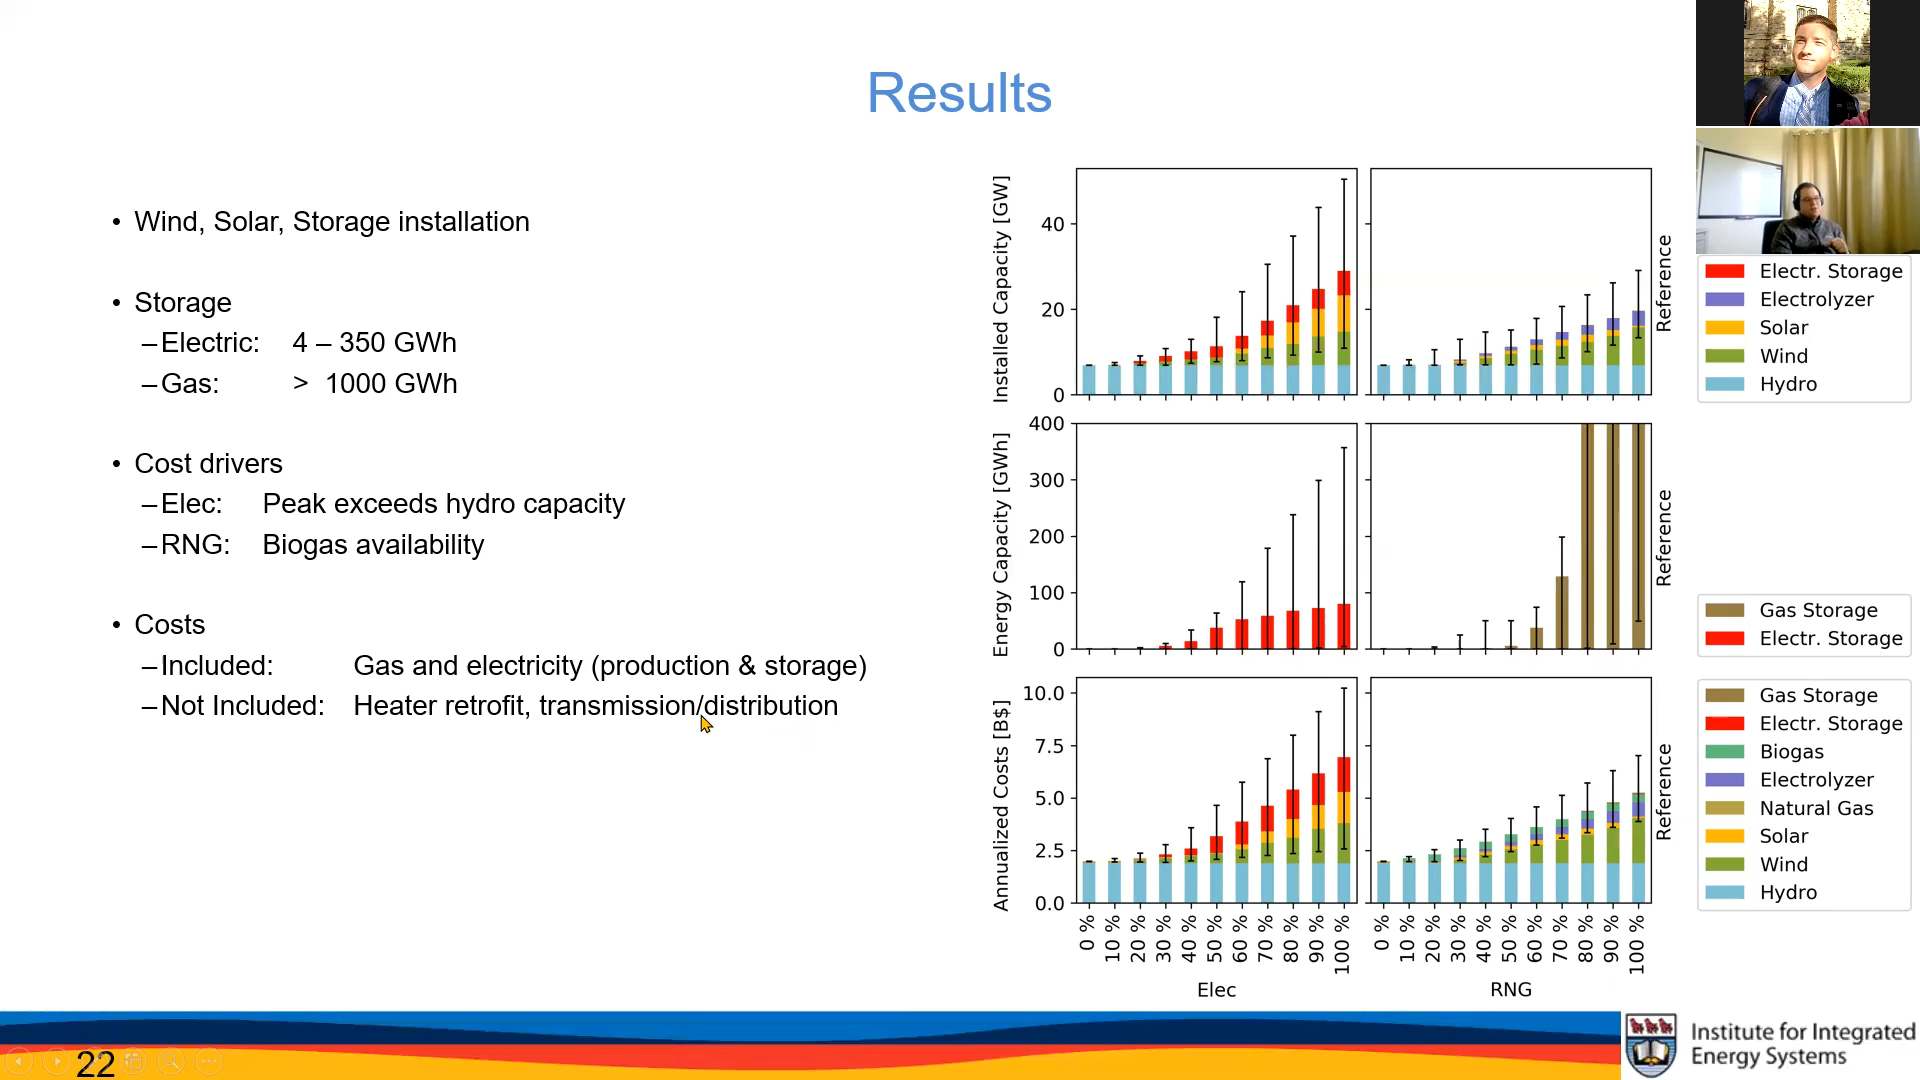 Results
• Wind, Solar, Storage installation
• Storage
–Electric: 4 – 350 GWh
–Gas: > 1000 GWh
• Cost drivers
–Elec: Peak exceeds hydro capacity
–RNG: Biogas availability
• Costs
–Included: Gas and electricity (production & storage)
–Not Included: Heater retrofit, transmission/distribution
Installed Capacity [GW]
40
20
0
Reference
Electr. Storage
Electrolyzer
Solar
Wind
Hydro
Energy Capacity [GWh]
400
300
200
100
0
Reference
Gas Storage
Electr. Storage
Annualized Costs [B$]
10.0
7.5
5.0
2.5
0.0
Reference
Gas Storage
Electr. Storage
Biogas
Electrolyzer
Natural Gas
Solar
Wind
Hydro
0 % 10 % 20 % 30 % 40 % 50 % 60 % 70 % 80 % 90 % 100 %
0 % 10 % 20 % 30 % 40 % 50 % 60 % 70 % 80 % 90 % 100 %
Elec
RNG
22
Institute for Integrated
Energy Systems